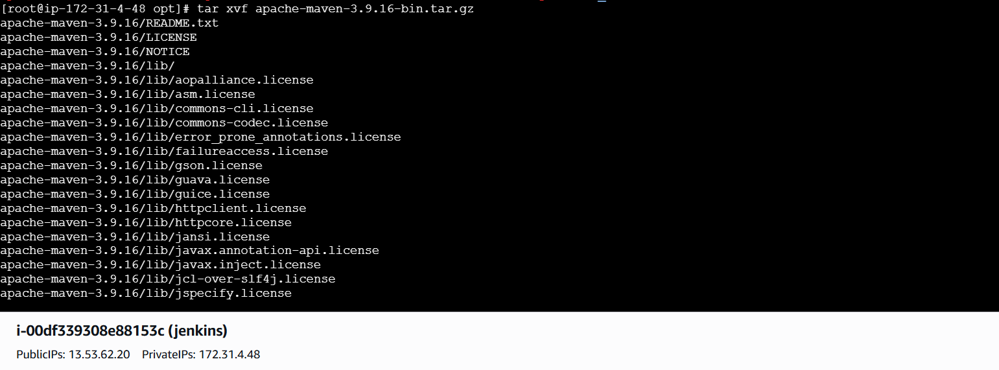 [root@ip-172-31-4-48 opt]# tar xvf apache-maven-3.9.16-bin.tar.gz
apache-maven-3.9.16/README.txt
apache-maven-3.9.16/LICENSE
apache-maven-3.9.16/NOTICE
apache-maven-3.9.16/lib/
apache-maven-3.9.16/lib/aopalliance.license
apache-maven-3.9.16/lib/asm.license
apache-maven-3.9.16/lib/commons-cli.license
apache-maven-3.9.16/lib/commons-codec.license
apache-maven-3.9.16/lib/error_prone_annotations.license
apache-maven-3.9.16/lib/failureaccess.license
apache-maven-3.9.16/lib/gson.license
apache-maven-3.9.16/lib/guava.license
apache-maven-3.9.16/lib/guice.license
apache-maven-3.9.16/lib/httpclient.license
apache-maven-3.9.16/lib/httpcore.license
apache-maven-3.9.16/lib/jansi.license
apache-maven-3.9.16/lib/javax.annotation-api.license
apache-maven-3.9.16/lib/javax.inject.license
apache-maven-3.9.16/lib/jcl-over-slf4j.license
apache-maven-3.9.16/lib/jspecify.license
i-00df339308e88153c (jenkins)
PublicIPs: 13.53.62.20 PrivateIPs: 172.31.4.48